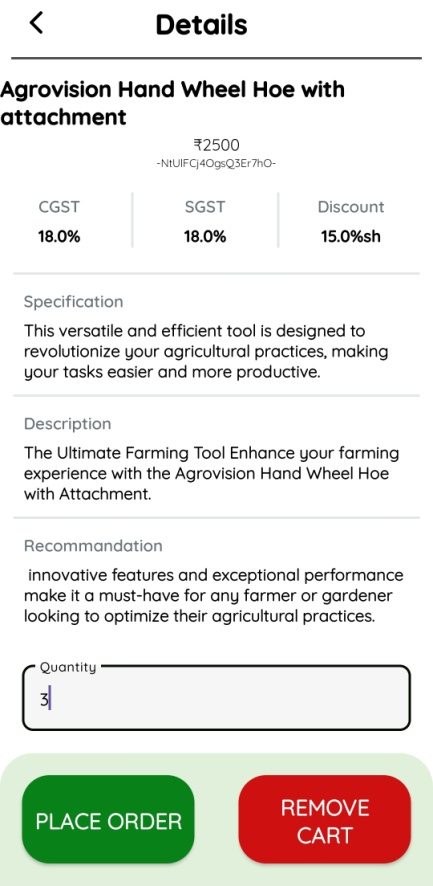 Details
Agrovision Hand Wheel Hoe with
attachment
₹2500
-NtUlFCj4OgsQ3Er7hO-
CGST SGST Discount
18.0% 18.0% 15.0%sh
Specification
This versatile and efficient tool is designed to
revolutionize your agricultural practices, making
your tasks easier and more productive.
Description
The Ultimate Farming Tool Enhance your farming
experience with the Agrovision Hand Wheel Hoe
with Attachment.
Recommandation
innovative features and exceptional performance
make it a must-have for any farmer or gardener
looking to optimize their agricultural practices.
Quantity
3
PLACE ORDER
REMOVE
CART